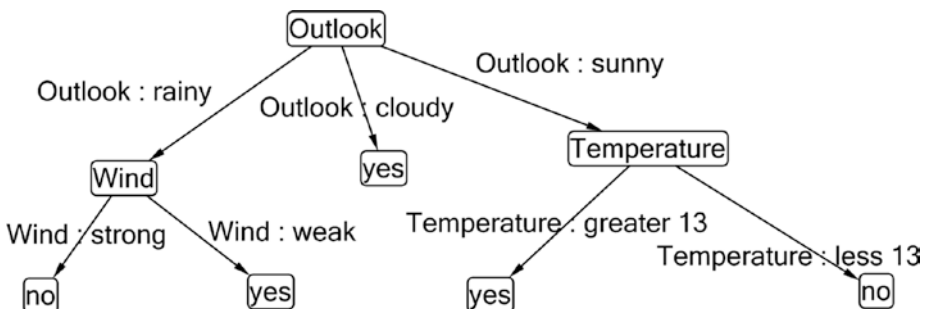 Outlook
Outlook : rainy
Outlook : cloudy
Outlook : sunny
Wind
yes
Temperature
Wind : strong
Wind : weak
Temperature : greater 13
Temperature : less 13
no
yes
yes
no